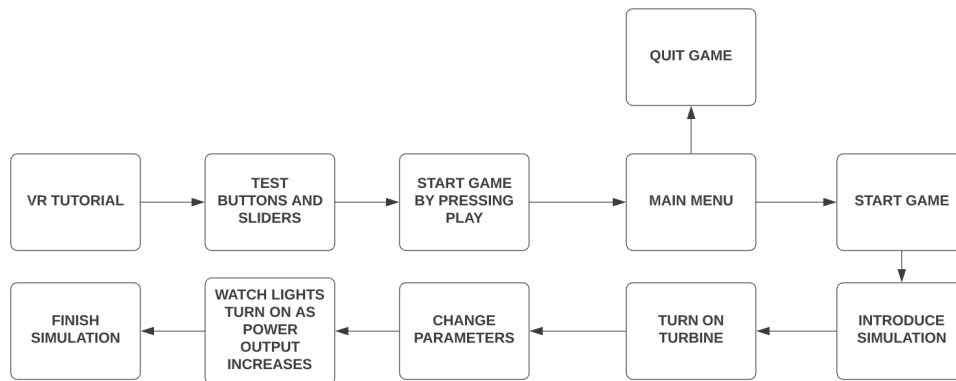 QUIT GAME
VR TUTORIAL
TEST
BUTTONS AND
SLIDERS
START GAME
BY PRESSING
PLAY
MAIN MENU
START GAME
FINISH
SIMULATION
WATCH LIGHTS
TURN ON AS
POWER
OUTPUT
INCREASES
CHANGE
PARAMETERS
TURN ON
TURBINE
INTRODUCE
SIMULATION